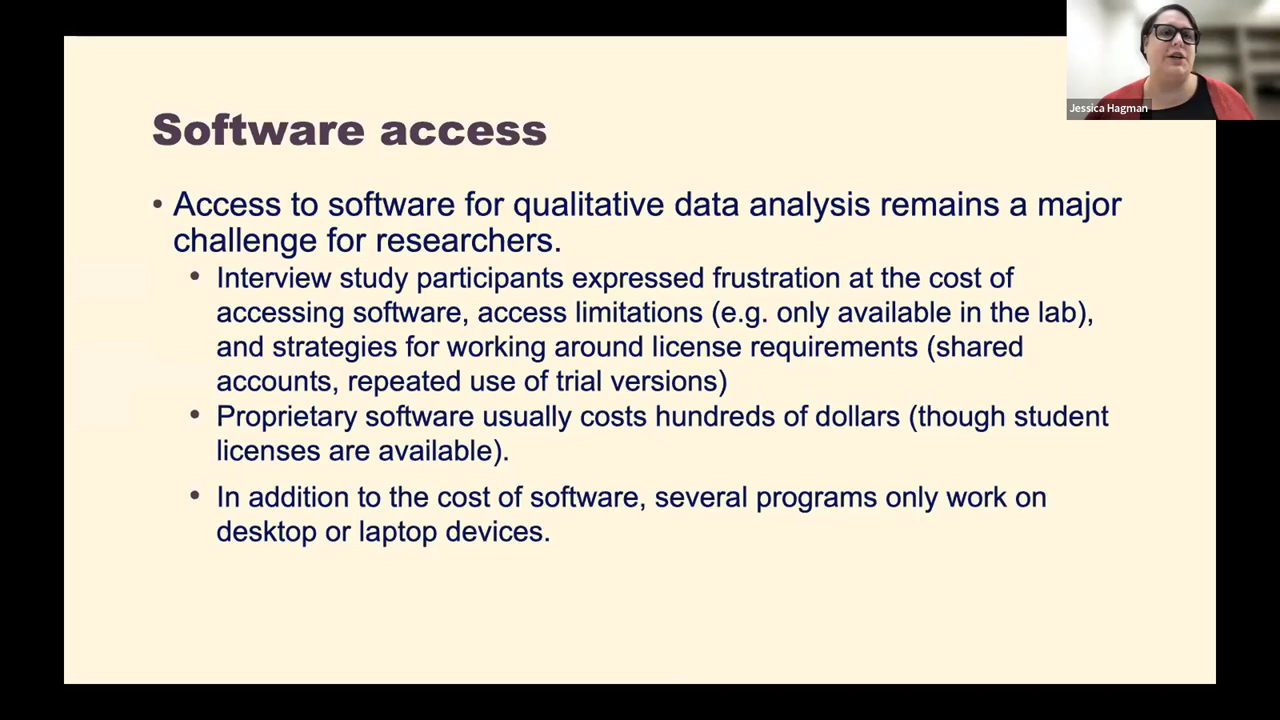 Software access
• Access to software for qualitative data analysis remains a major
challenge for researchers.
• Interview study participants expressed frustration at the cost of
accessing software, access limitations (e.g. only available in the lab),
and strategies for working around license requirements (shared
accounts, repeated use of trial versions)
• Proprietary software usually costs hundreds of dollars (though student
licenses are available).
• In addition to the cost of software, several programs only work on
desktop or laptop devices.
Jessica Hagman